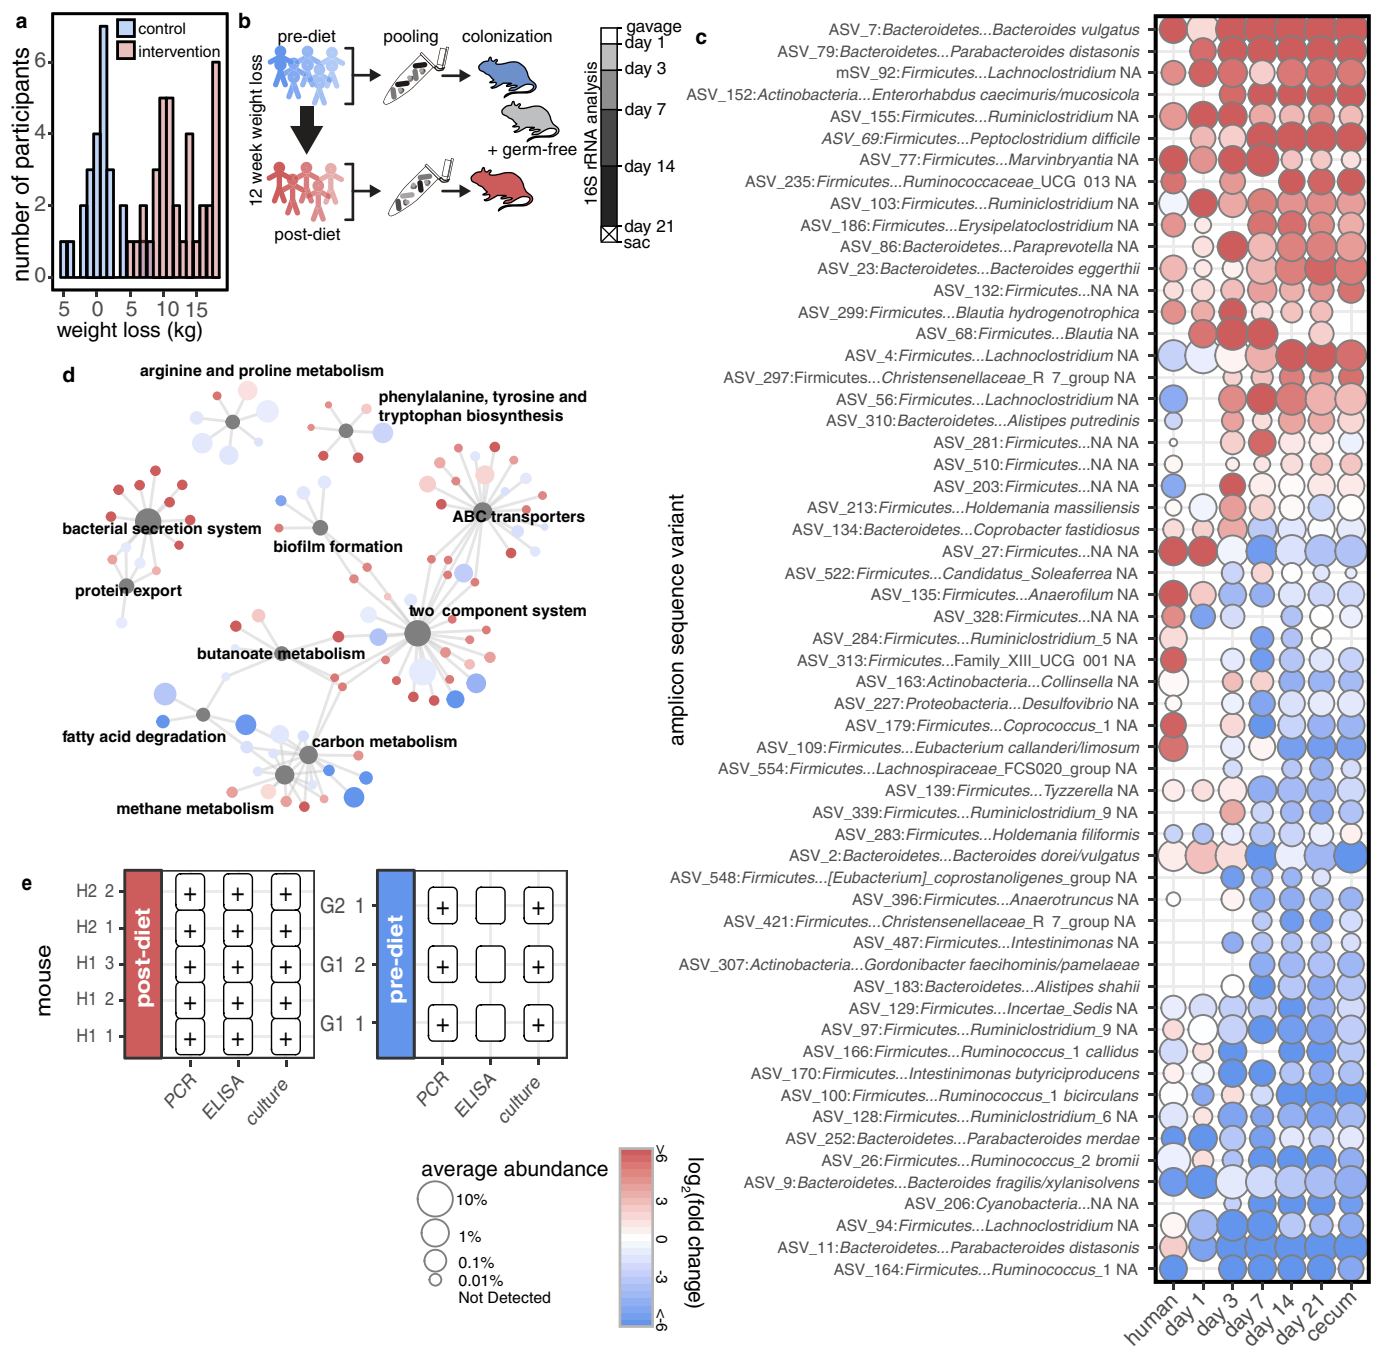 a
number of participants
6
4
2
0
control
intervention
5
0
5
10
15
weight loss (kg)
b
12 week weight loss
pre-diet
pooling
colonization
+ germ-free
post-diet
16S rRNA analysis
gavage
day 1
day 3
day 7
day 14
day 21
sac
c
amplicon sequence variant
ASV_7:Bacteroidetes...Bacteroides vulgatus
ASV_79:Bacteroidetes...Parabacteroides distasonis
mSV_92:Firmicutes...Lachnoclostridium NA
ASV_152:Actinobacteria...Enterorhabdus caecimuris/mucosicola
ASV_155:Firmicutes...Ruminiclostridium NA
ASV_69:Firmicutes...Peptoclostridium difficile
ASV_77:Firmicutes...Marvinbryantia NA
ASV_235:Firmicutes...Ruminococcaceae_UCG 013 NA
ASV_103:Firmicutes...Ruminiclostridium NA
ASV_186:Firmicutes...Erysipelatoclostridium NA
ASV_86:Bacteroidetes...Paraprevotella NA
ASV_23:Bacteroidetes...Bacteroides eggerthii
ASV_132:Firmicutes...NA NA
ASV_299:Firmicutes...Blautia hydrogenotrophica
ASV_68:Firmicutes...Blautia NA
ASV_4:Firmicutes...Lachnoclostridium NA
ASV_297:Firmicutes...Christensenellaceae_R 7_group NA
ASV_56:Firmicutes...Lachnoclostridium NA
ASV_310:Bacteroidetes...Alistipes putredinis
ASV_281:Firmicutes...NA NA
ASV_510:Firmicutes...NA NA
ASV_203:Firmicutes...NA NA
ASV_213:Firmicutes...Holdemania massiliensis
ASV_134:Bacteroidetes...Coprobacter fastidiosus
ASV_27:Firmicutes...NA NA
ASV_522:Firmicutes...Candidatus_Soleaferrea NA
ASV_135:Firmicutes...Anaerofilum NA
ASV_328:Firmicutes...NA NA
ASV_284:Firmicutes...Ruminiclostridium_5 NA
ASV_313:Firmicutes...Family_XIII_UCG 001 NA
ASV_163:Actinobacteria...Collinsella NA
ASV_227:Proteobacteria...Desulfovibrio NA
ASV_179:Firmicutes...Coprococcus_1 NA
ASV_109:Firmicutes...Eubacterium callanderi/limosum
ASV_554:Firmicutes...Lachnospiraceae_FCS020_group NA
ASV_139:Firmicutes...Tyzzerella NA
ASV_339:Firmicutes...Ruminiclostridium_9 NA
ASV_283:Firmicutes...Holdemania filiformis
ASV_2:Bacteroidetes...Bacteroides dorei/vulgatus
ASV_548:Firmicutes...[Eubacterium]_coprostanoligenes_group NA
ASV_396:Firmicutes...Anaerotruncus NA
ASV_421:Firmicutes...Christensenellaceae_R 7_group NA
ASV_487:Firmicutes...Intestinimonas NA
ASV_307:Actinobacteria...Gordonibacter faecihominis/pamelaeae
ASV_183:Bacteroidetes...Alistipes shahii
ASV_129:Firmicutes...Incertae_Sedis NA
ASV_97:Firmicutes...Ruminiclostridium_9 NA
ASV_166:Firmicutes...Ruminococcus_1 callidus
ASV_170:Firmicutes...Intestinimonas butyriciproducens
ASV_100:Firmicutes...Ruminococcus_1 bicirculans
ASV_128:Firmicutes...Ruminiclostridium_6 NA
ASV_252:Bacteroidetes...Parabacteroides merdae
ASV_26:Firmicutes...Ruminococcus_2 bromii
ASV_9:Bacteroidetes...Bacteroides fragilis/xylanisolvens
ASV_206:Cyanobacteria...NA NA
ASV_94:Firmicutes...Lachnoclostridium NA
ASV_11:Bacteroidetes...Parabacteroides distasonis
ASV_164:Firmicutes...Ruminococcus_1 NA
human
day 1
day 3
day 7
day 14
day 21
cecum
d
arginine and proline metabolism
phenylalanine, tyrosine and
tryptophan biosynthesis
bacterial secretion system
biofilm formation
ABC transporters
protein export
two component system
butanoate metabolism
fatty acid degradation
carbon metabolism
methane metabolism
e
mouse
H2 2
H2 1
H1 3
H1 2
H1 1
post-diet
+ + +
+ + +
+ + +
+ + +
+ + +
PCR
ELISA
culture
G2 1
G1 2
G1 1
pre-diet
+ +
+ +
+ +
PCR
ELISA
culture
average abundance
10%
1%
0.1%
0.01%
Not Detected
>6
3
0
-3
<-6
log2(fold change)